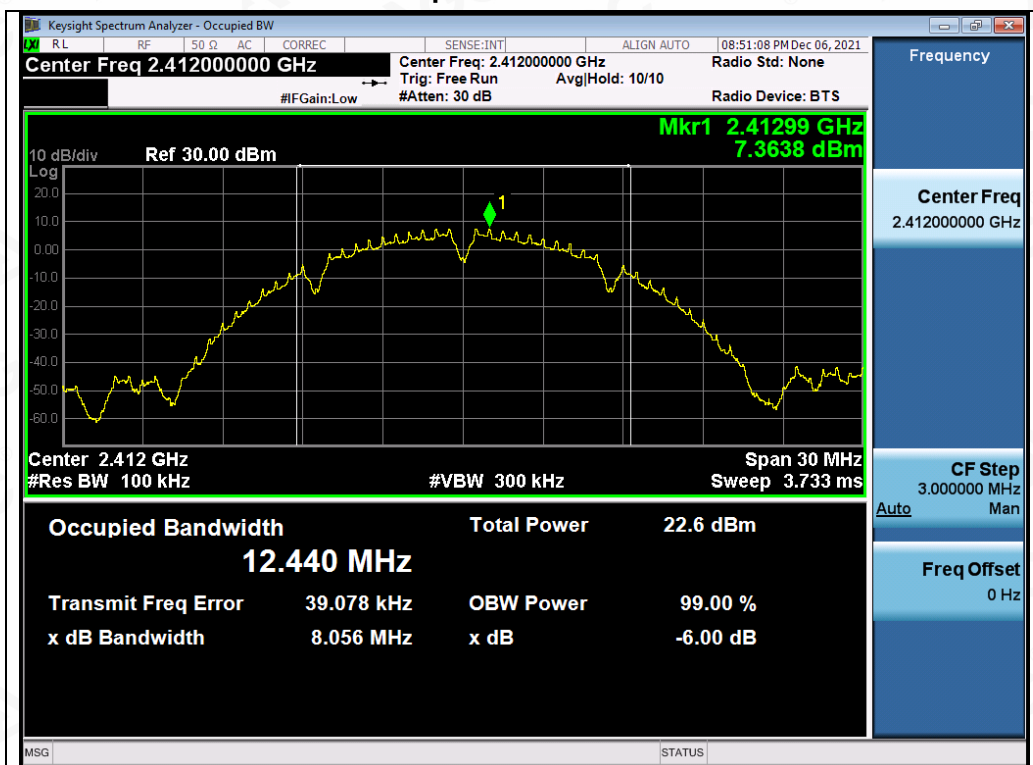 Keysight Spectrum Analyzer - Occupied BW
LXI RL RF 50 Ω AC CORREC SENSE:INT ALIGN AUTO 08:51:08 PM Dec 06, 2021
Center Freq 2.412000000 GHz Center Freq: 2.412000000 GHz Radio Std: None Frequency
Trig: Free Run Avg|Hold: 10/10
#IFGain:Low #Atten: 30 dB Radio Device: BTS
Mkr1 2.41299 GHz
10 dB/div Ref 30.00 dBm 7.3638 dBm
Log
20.0
10.0
0.00
-10.0
-20.0
-30.0
-40.0
-50.0
-60.0
1
Center Freq
2.412000000 GHz
Center 2.412 GHz Span 30 MHz
#Res BW 100 kHz #VBW 300 kHz Sweep 3.733 ms
CF Step
3.000000 MHz
Auto Man
Occupied Bandwidth Total Power 22.6 dBm
12.440 MHz
Freq Offset
0 Hz
Transmit Freq Error 39.078 kHz OBW Power 99.00 %
x dB Bandwidth 8.056 MHz x dB -6.00 dB
MSG STATUS